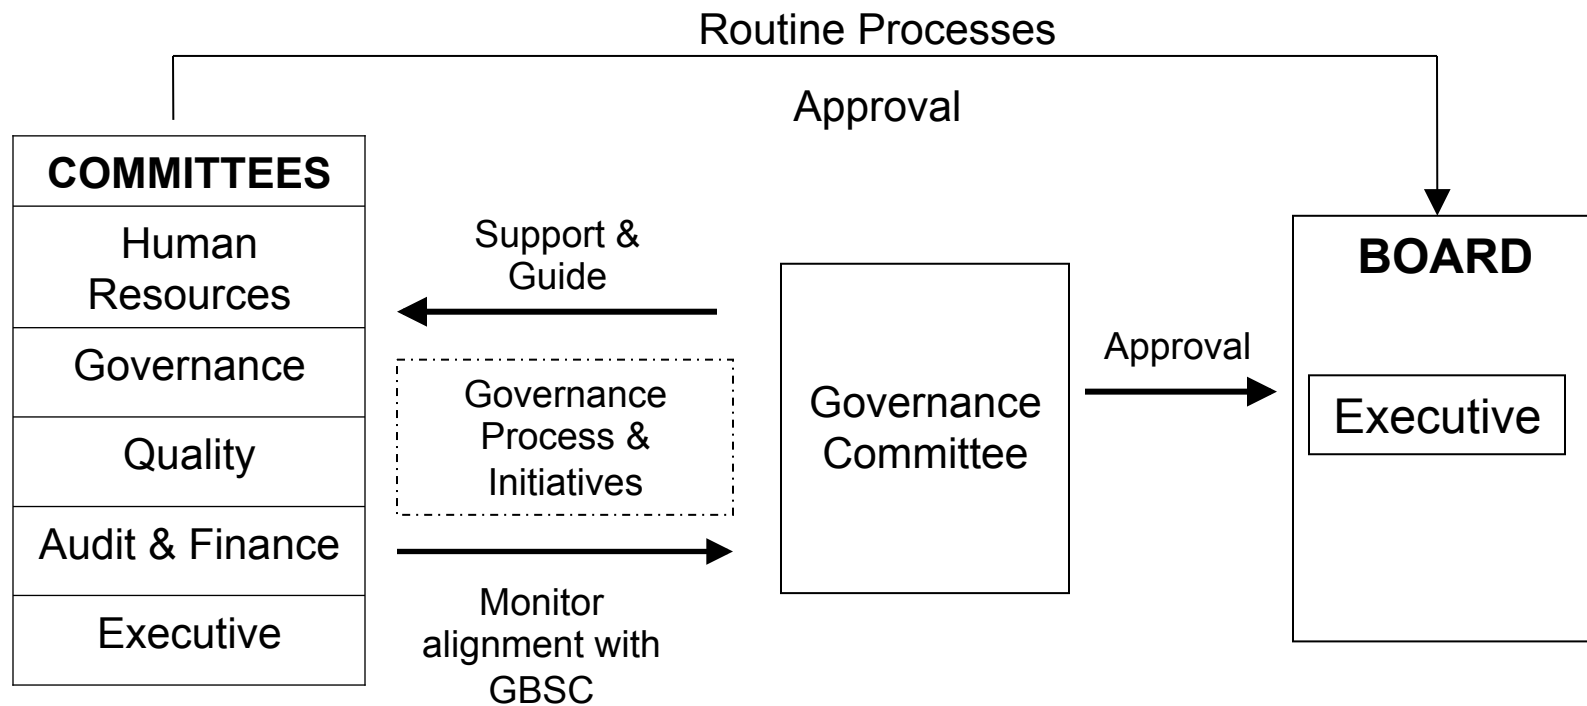 Routine Processes
Approval
COMMITTEES
Human
Resources
Governance
Quality
Audit & Finance
Executive
Support &
Guide
Governance
Process &
Initiatives
Monitor
alignment with
GBSC
Governance
Committee
Approval
BOARD
Executive